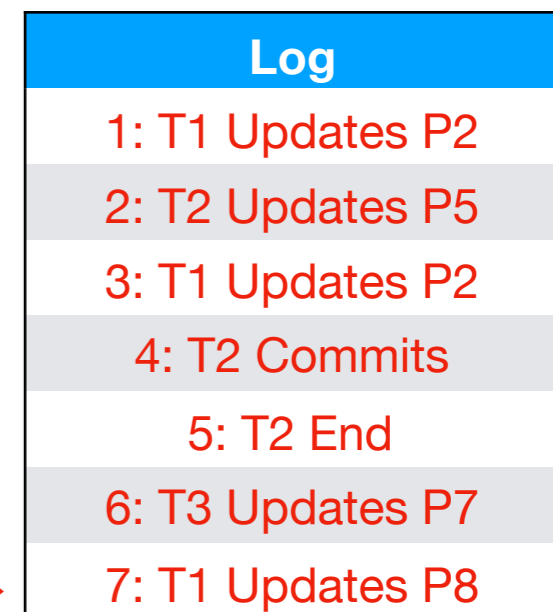 Log
1: T1 Updates P2
2: T2 Updates P5
3: T1 Updates P2
4: T2 Commits
5: T2 End
6: T3 Updates P7
7: T1 Updates P8